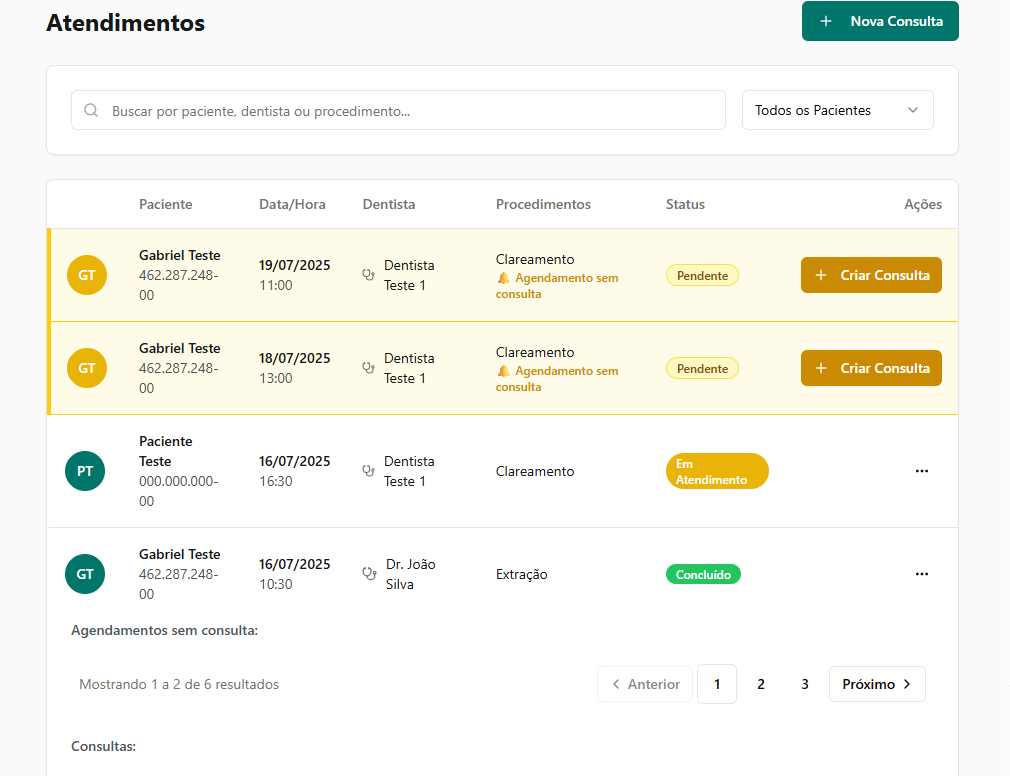 Atendimentos
Nova Consulta
Buscar por paciente, dentista ou procedimento...
Todos os Pacientes
Paciente Data/Hora Dentista Procedimentos Status Ações
GT
Gabriel Teste
462.287.248-
00
19/07/2025
11:00
Dentista
Teste 1
Clareamento
Agendamento sem
consulta
Pendente
Criar Consulta
GT
Gabriel Teste
462.287.248-
00
18/07/2025
13:00
Dentista
Teste 1
Clareamento
Agendamento sem
consulta
Pendente
Criar Consulta
PT
Paciente
Teste
000.000.000-
00
16/07/2025
16:30
Dentista
Teste 1
Clareamento
Em
Atendimento
GT
Gabriel Teste
462.287.248-
00
16/07/2025
10:30
Dr. João
Silva
Extração
Concluído
Agendamentos sem consulta:
Mostrando 1 a 2 de 6 resultados
Anterior 1 2 3 Próximo
Consultas: